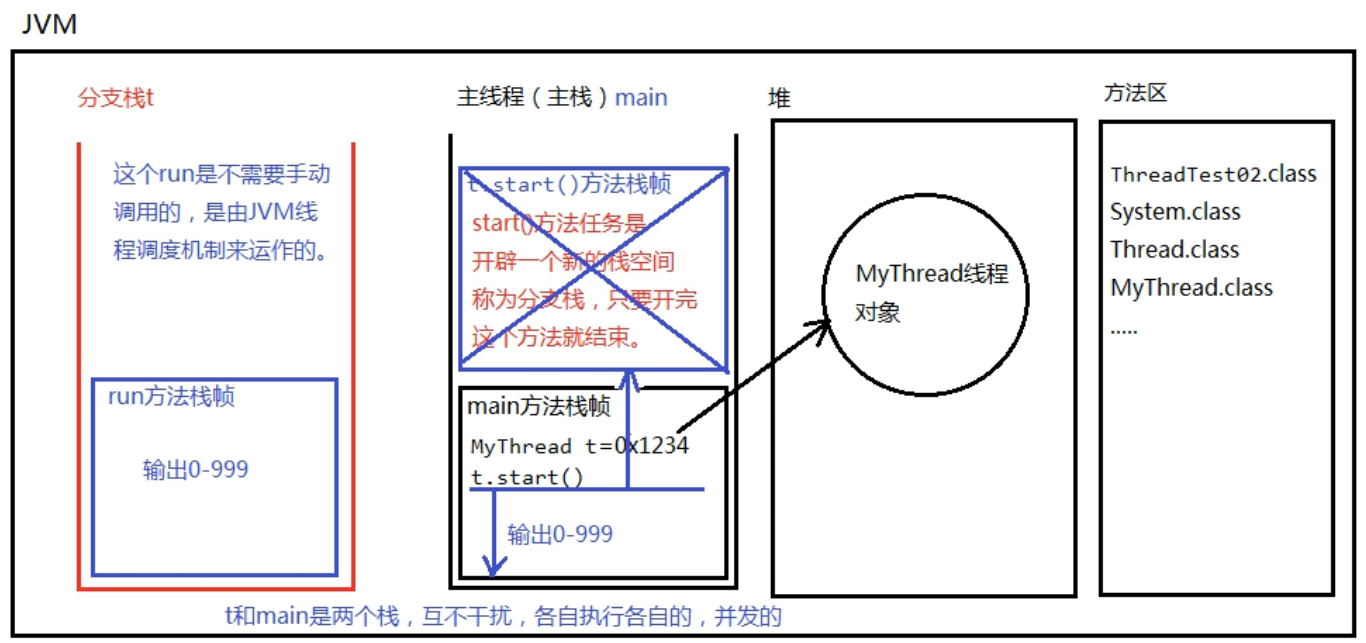 JVM
分支栈t
这个run是不需要手动
调用的，是由JVM线
程调度机制来运作的。
run方法栈帧
输出0-999
主线程（主栈）main
t.start()方法栈帧
start()方法任务是
开辟一个新的栈空间
称为分支栈，只要开完
这个方法就结束。
main方法栈帧
MyThread t=0x1234
t.start()
输出0-999
堆
MyThread线程
对象
方法区
ThreadTest02.class
System.class
Thread.class
MyThread.class
.....
t和main是两个栈，互不干扰，各自执行各自的，并发的